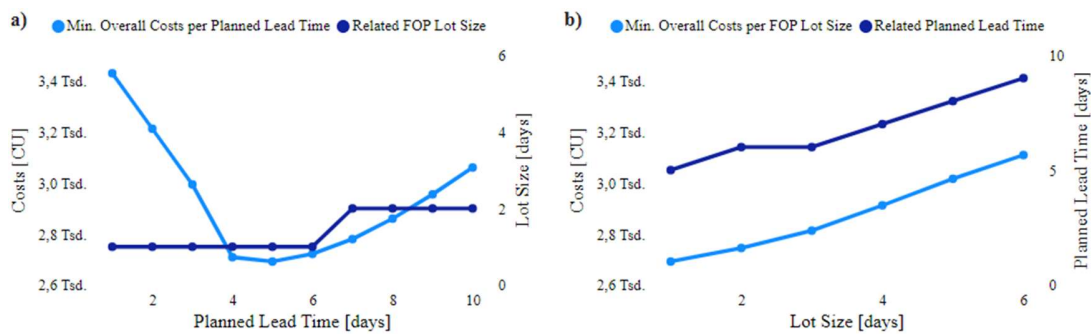 a)
Min. Overall Costs per Planned Lead Time Related FOP Lot Size
Costs [CU]
3,4 Tsd.
3,2 Tsd.
3,0 Tsd.
2,8 Tsd.
2,6 Tsd.
6
4
2
0
Lot Size [days]
2 4 6 8 10
Planned Lead Time [days]
b)
Min. Overall Costs per FOP Lot Size Related Planned Lead Time
Costs [CU]
3,4 Tsd.
3,2 Tsd.
3,0 Tsd.
2,8 Tsd.
2,6 Tsd.
10
5
0
Planned Lead Time [days]
2 4 6
Lot Size [days]